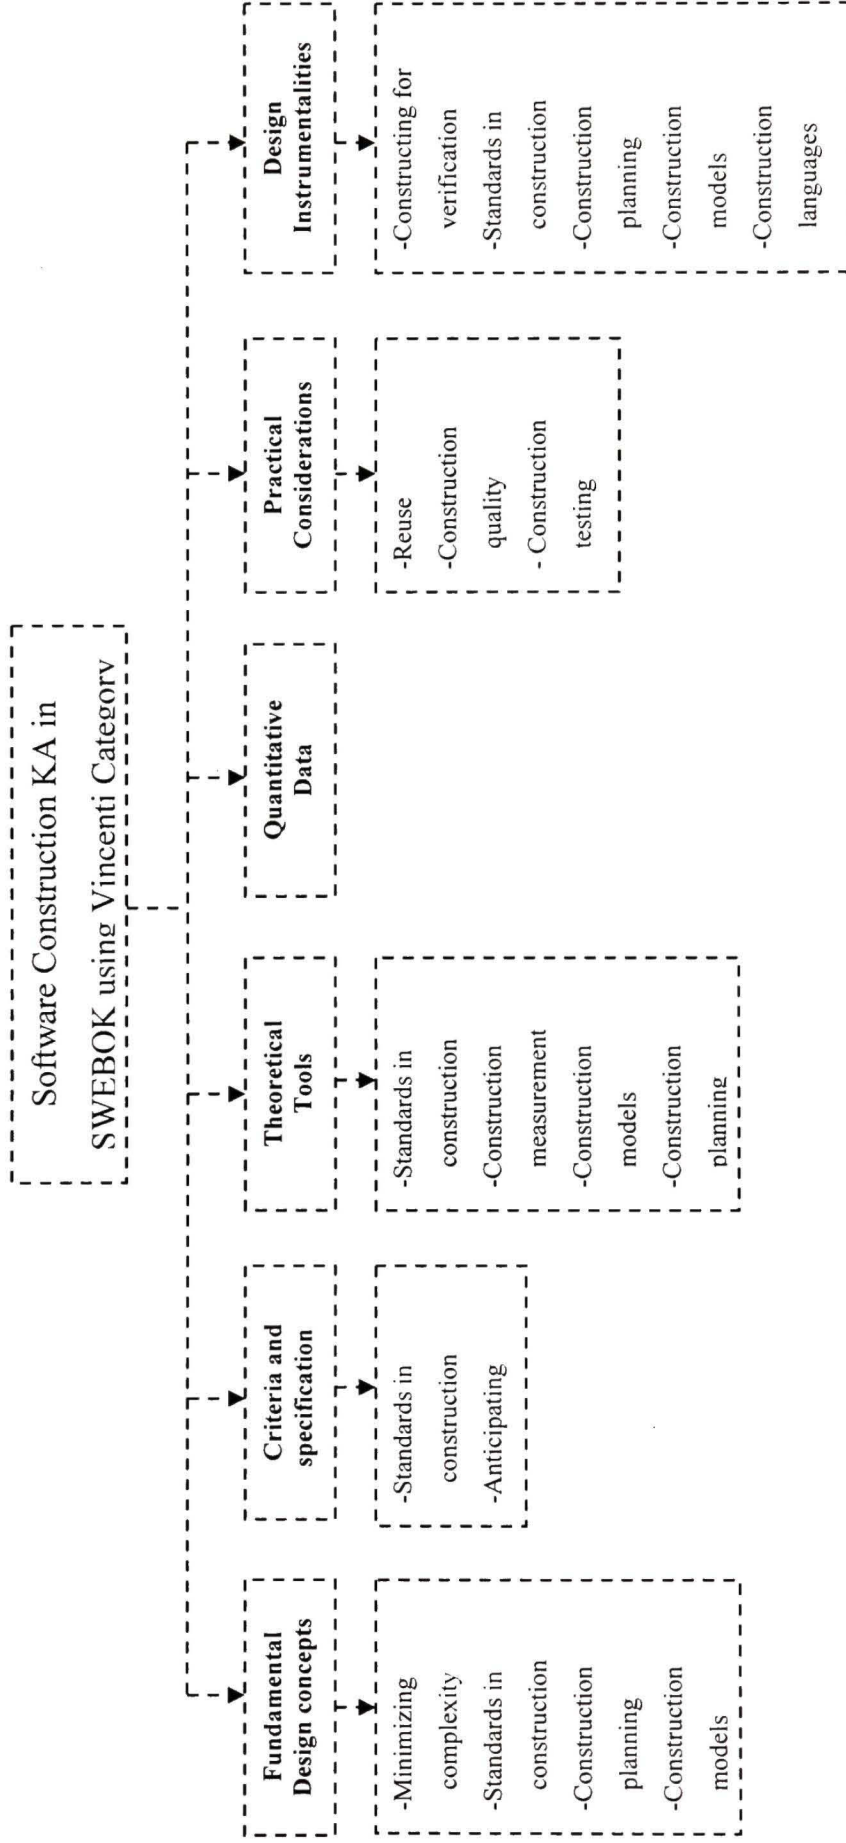 Software Construction KA in
SWEBOK using Vincenti Category
Fundamental
Design concepts
-Minimizing
complexity
-Standards in
construction
-Construction
planning
-Construction
models
Criteria and
specification
-Standards in
construction
-Anticipating
Theoretical
Tools
-Standards in
construction
-Construction
measurement
-Construction
models
-Construction
planning
Quantitative
Data
Practical
Considerations
-Reuse
-Construction
quality
- Construction
testing
Design
Instrumentalities
-Constructing for
verification
-Standards in
construction
-Construction
planning
-Construction
models
-Construction
languages